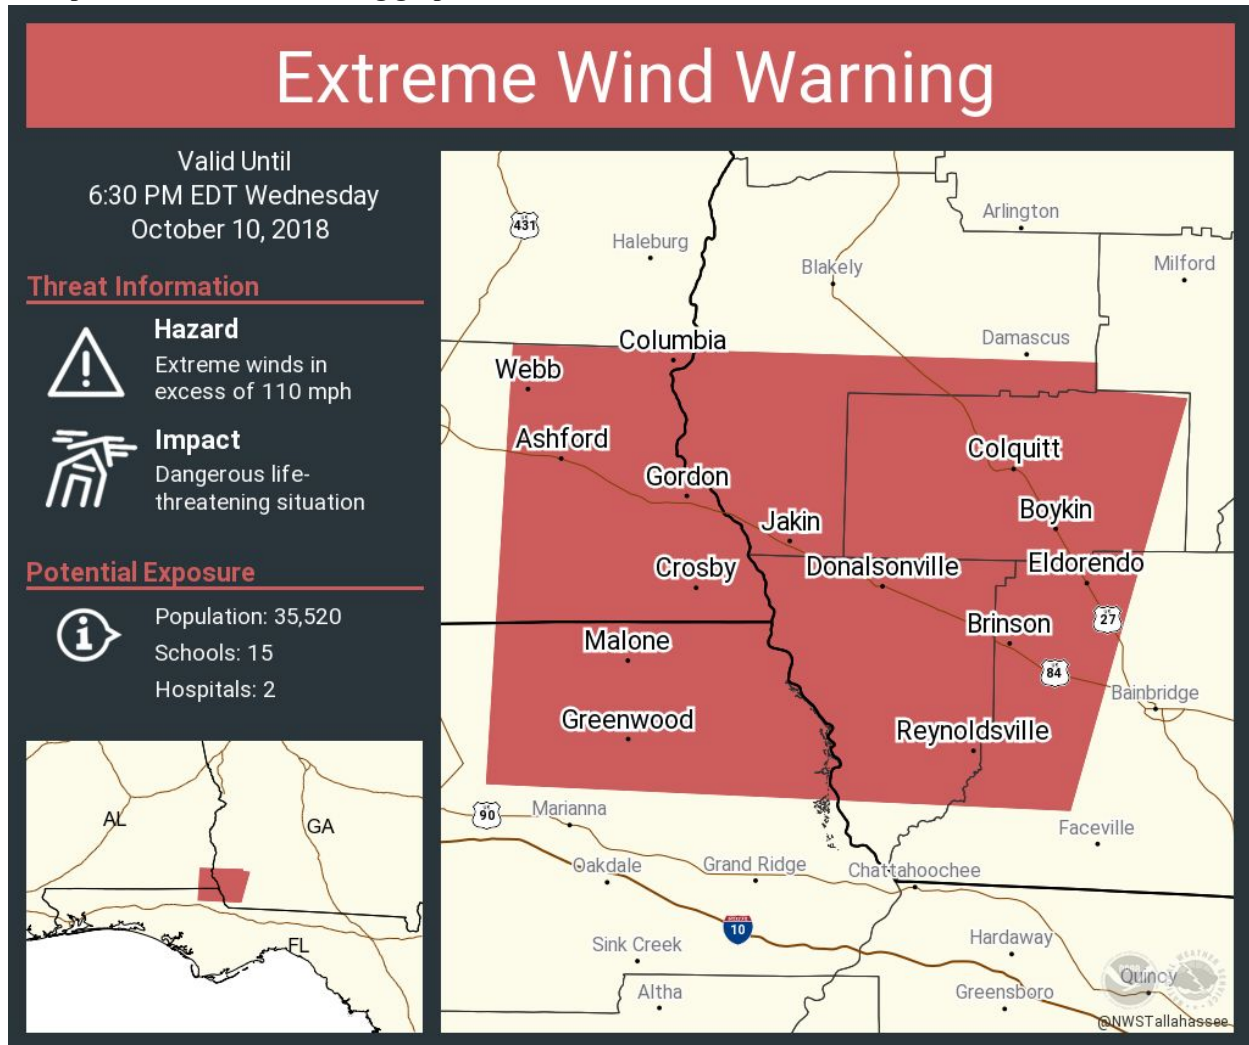 Extreme Wind Warning
Valid Until
6:30 PM EDT Wednesday
October 10, 2018
Threat Information
Hazard
Extreme winds in
excess of 110 mph
Impact
Dangerous life-
threatening situation
Potential Exposure
Population: 35,520
Schools: 15
Hospitals: 2
AL
GA
FL
Arlington
431
Haleburg
Blakely
Milford
Columbia
Damascus
Webb
Ashford
Colquitt
Gordon
Boykin
Jakin
Crosby
Donalsonville
Eldorendo
27
Brinson
Malone
84
Bainbridge
Greenwood
Reynoldsville
90
Marianna
Faceville
Oakdale
Grand Ridge
Chattahoochee
10
Sink Creek
Hardaway
Quincy
Altha
Greensboro
@NWSTallahassee